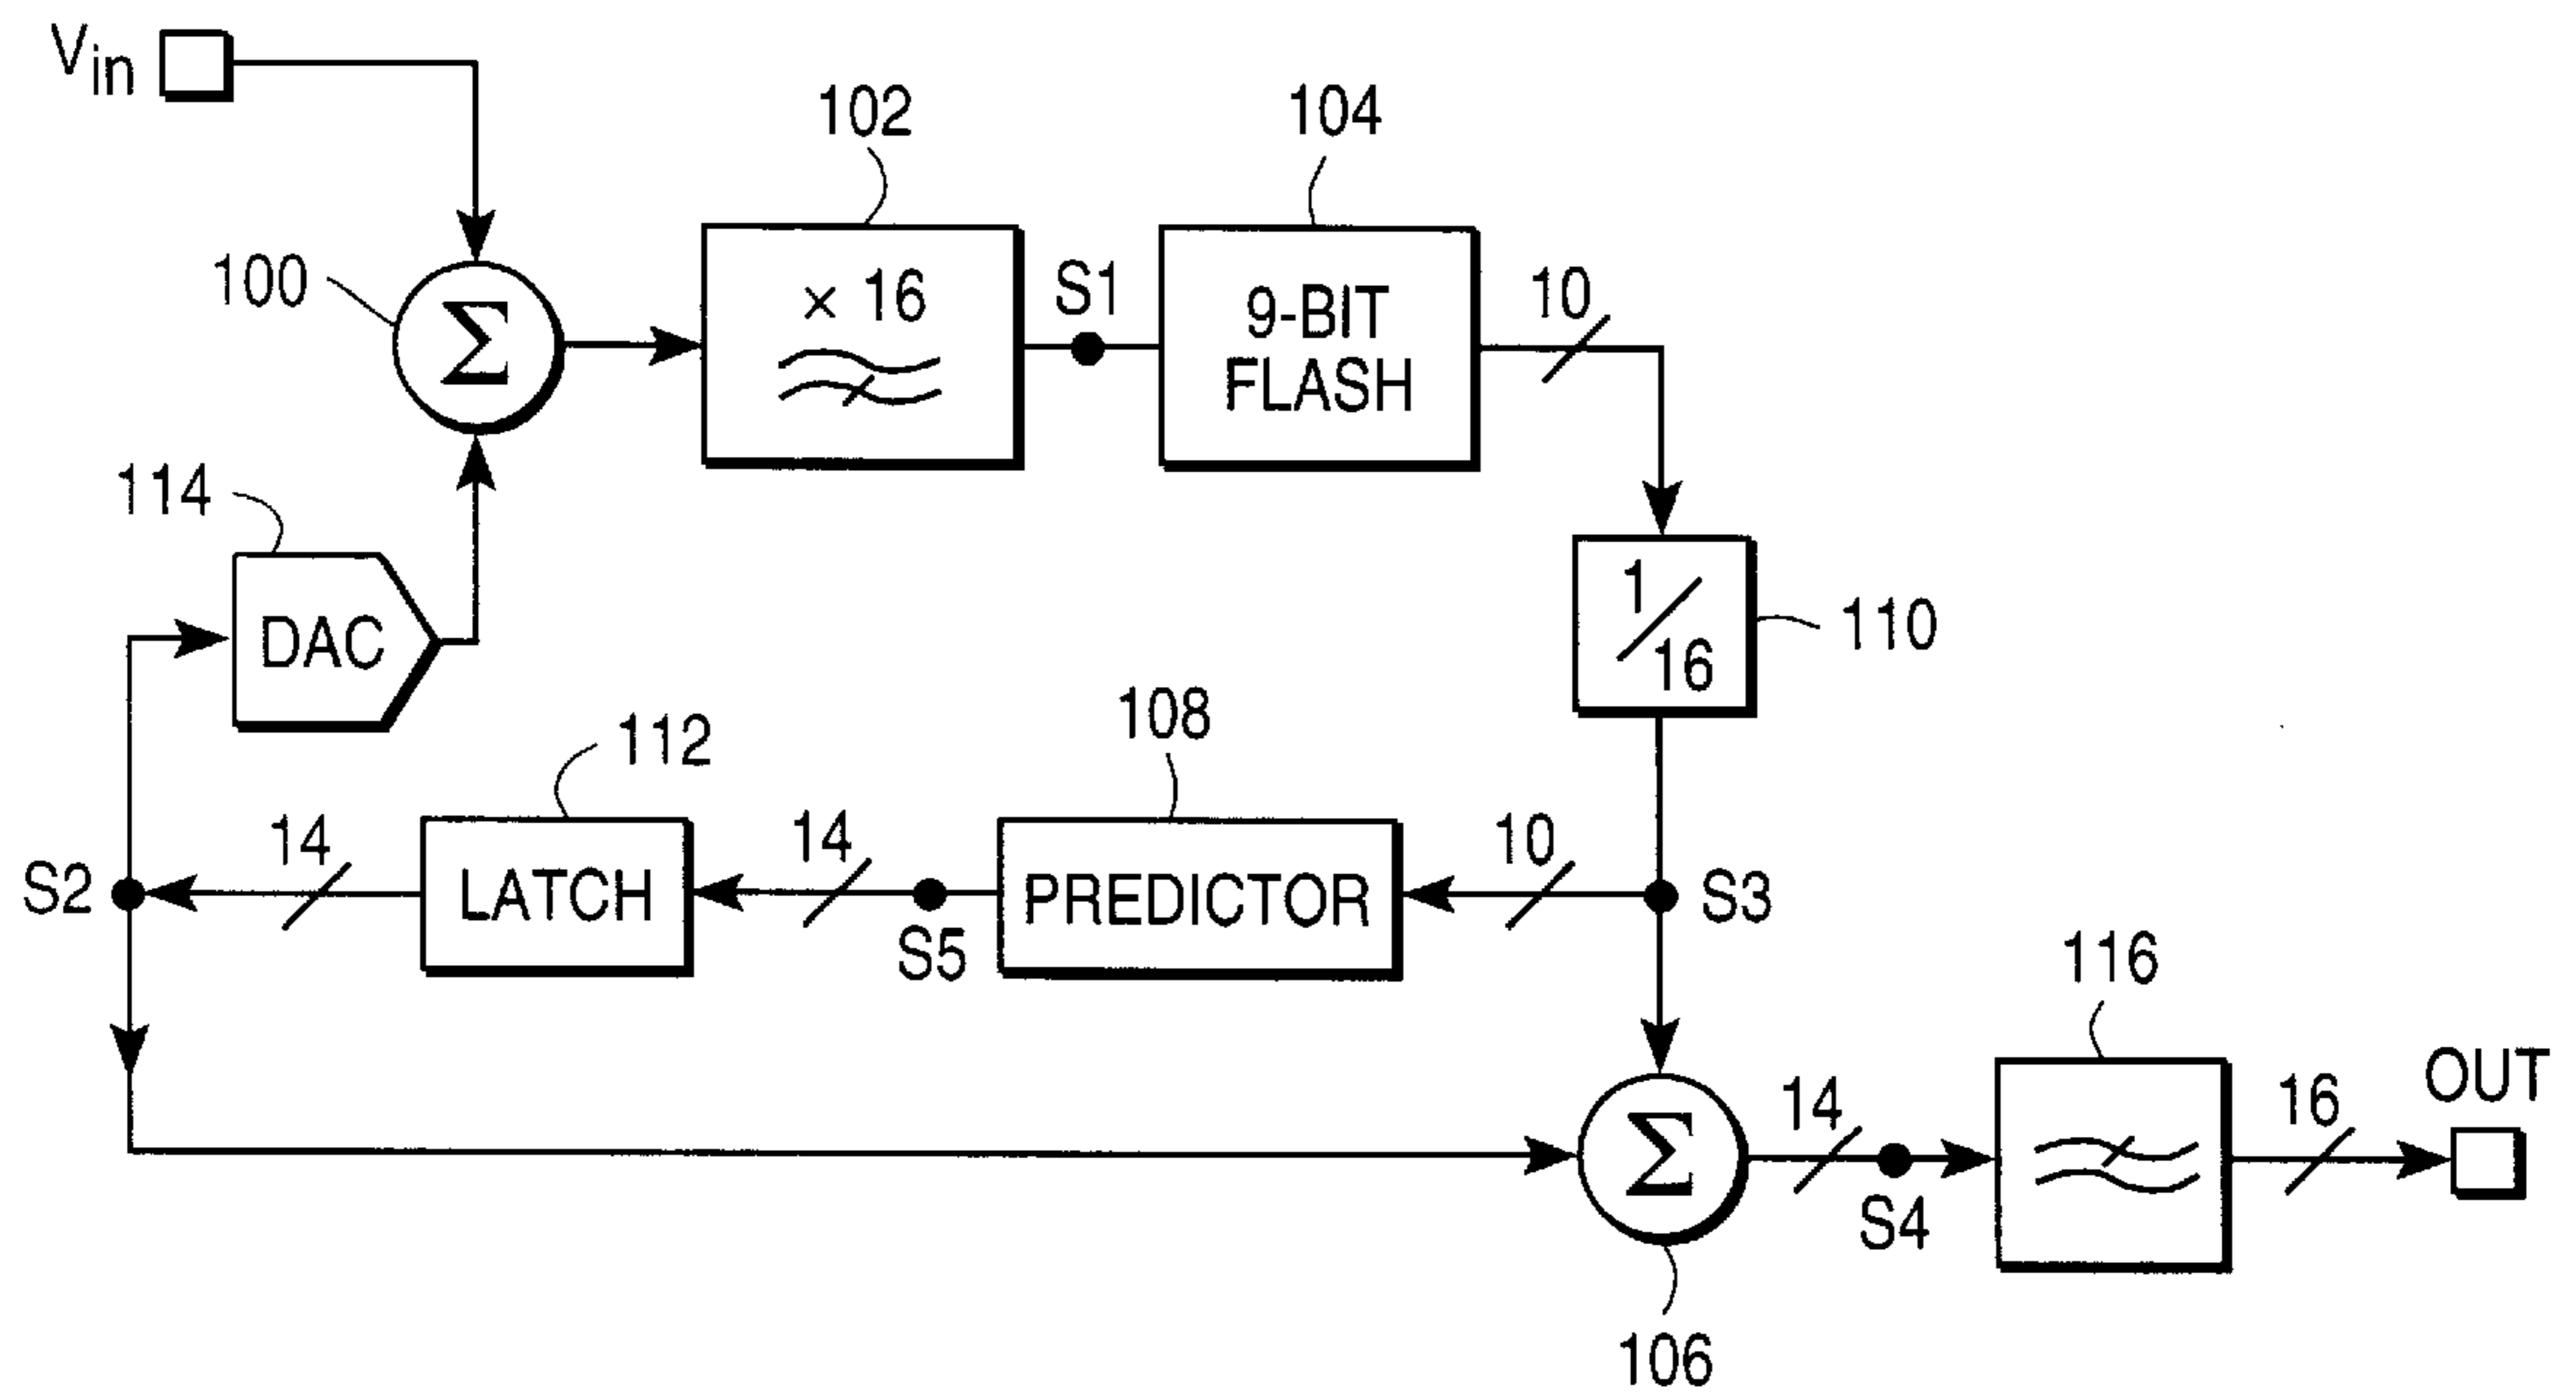 Vin
102
104
100
Σ
× 16
S1
9-BIT
FLASH
10
114
DAC
1/16
110
112
108
S2
14
LATCH
14
S5
PREDICTOR
10
S3
116
Σ
14
S4
16
OUT
106